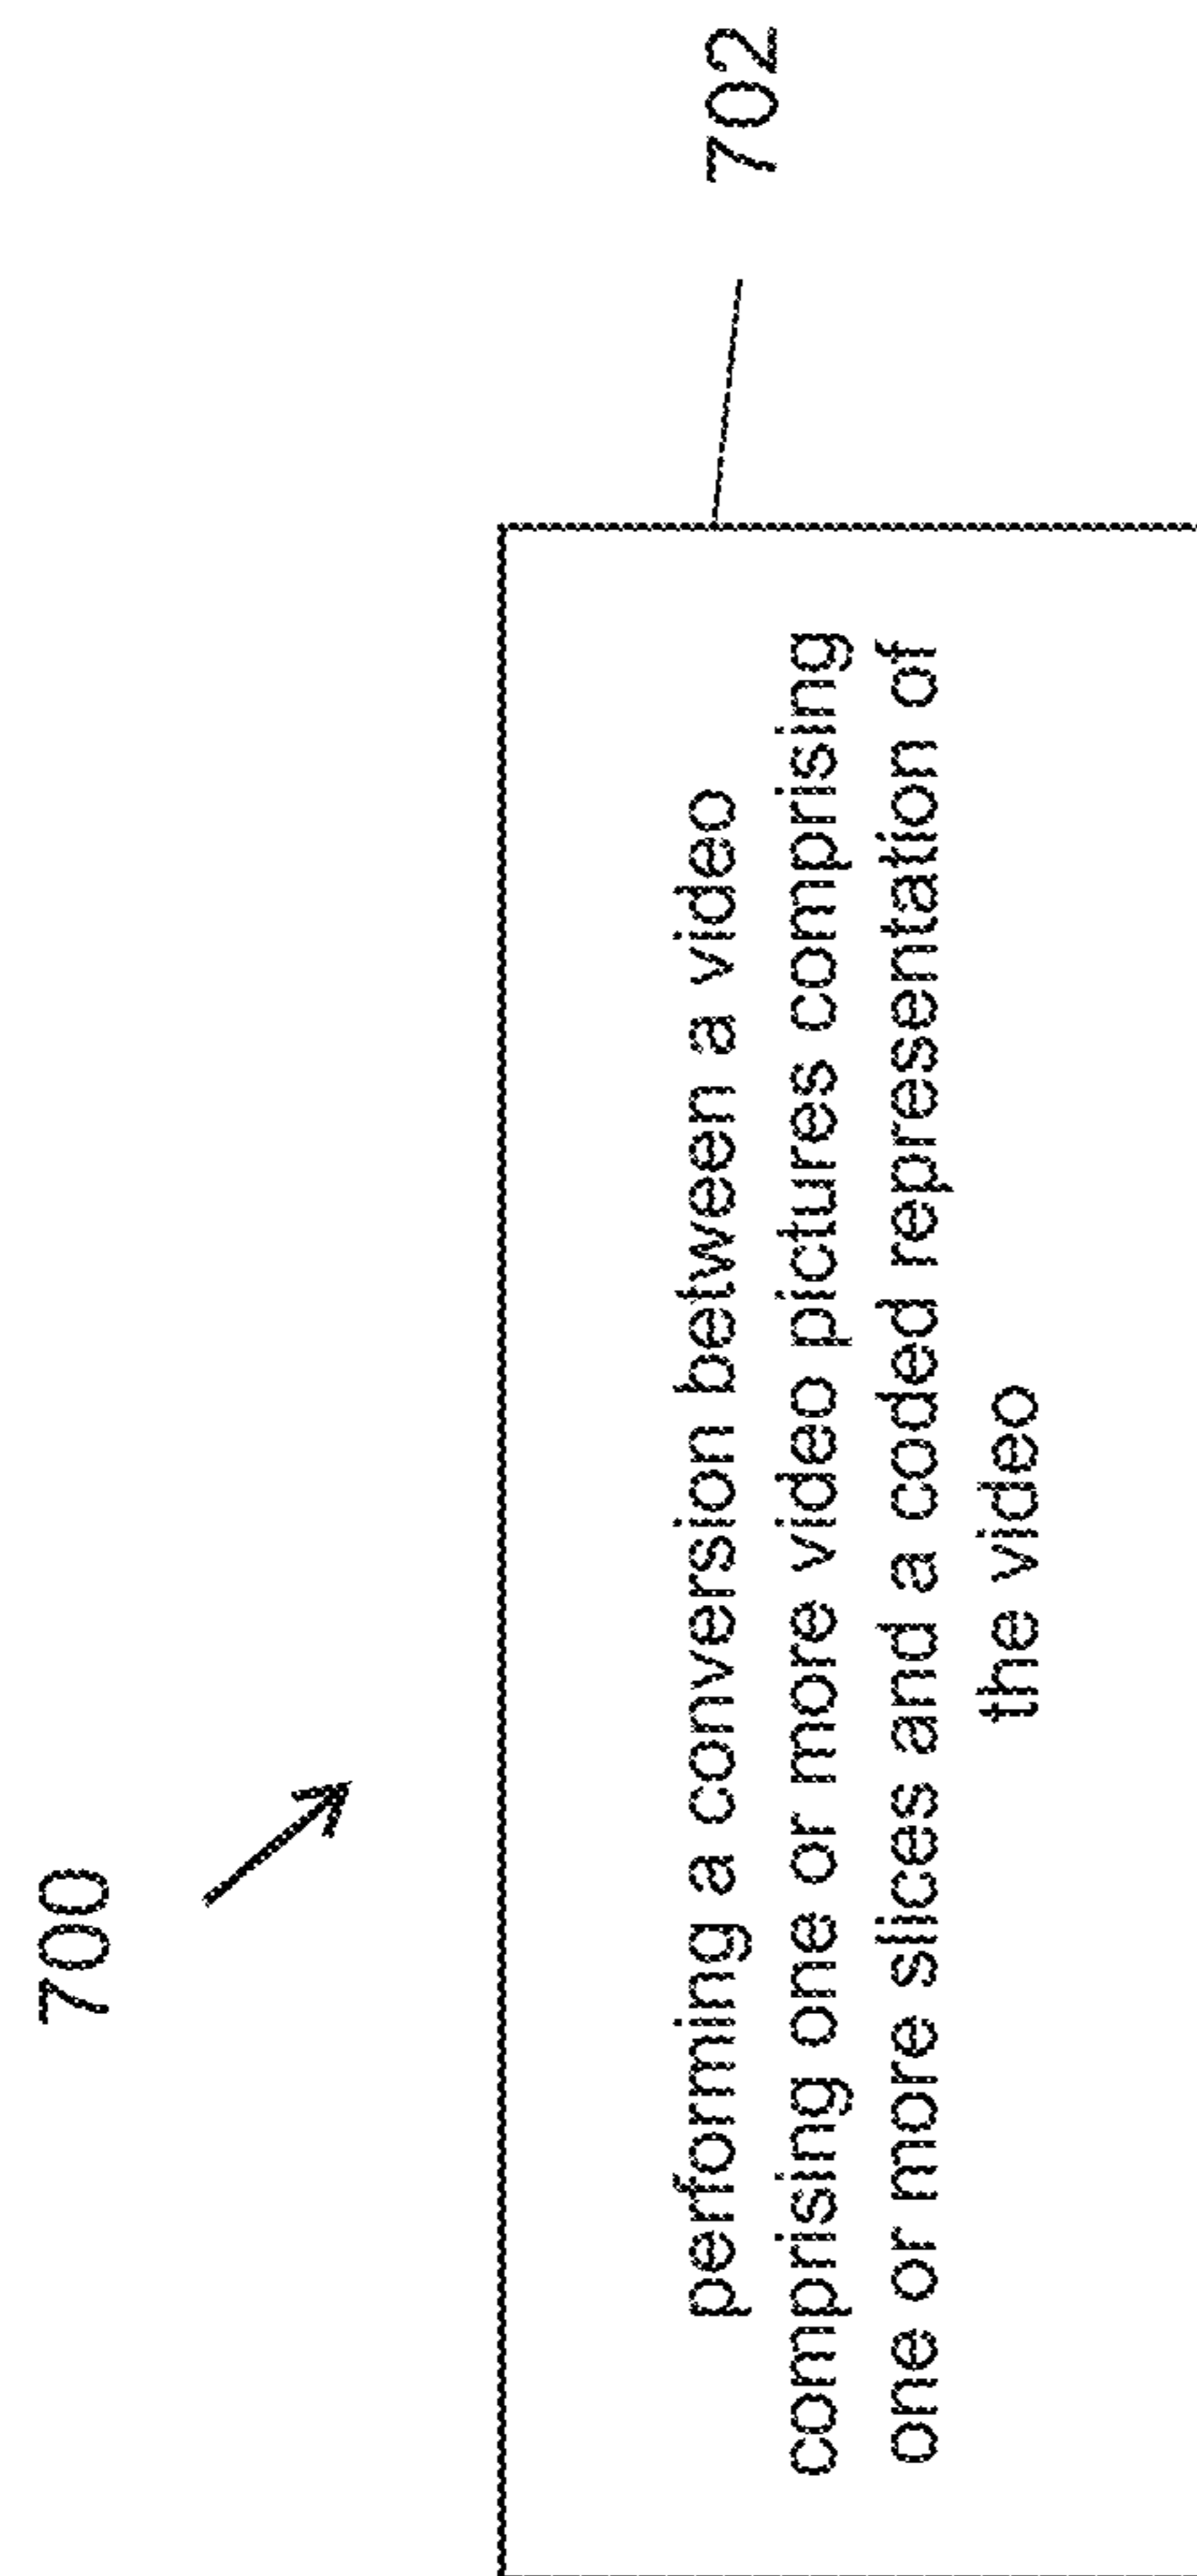 700
702
performing a conversion between a video
comprising one or more video pictures comprising
one or more slices and a coded representation of
the video